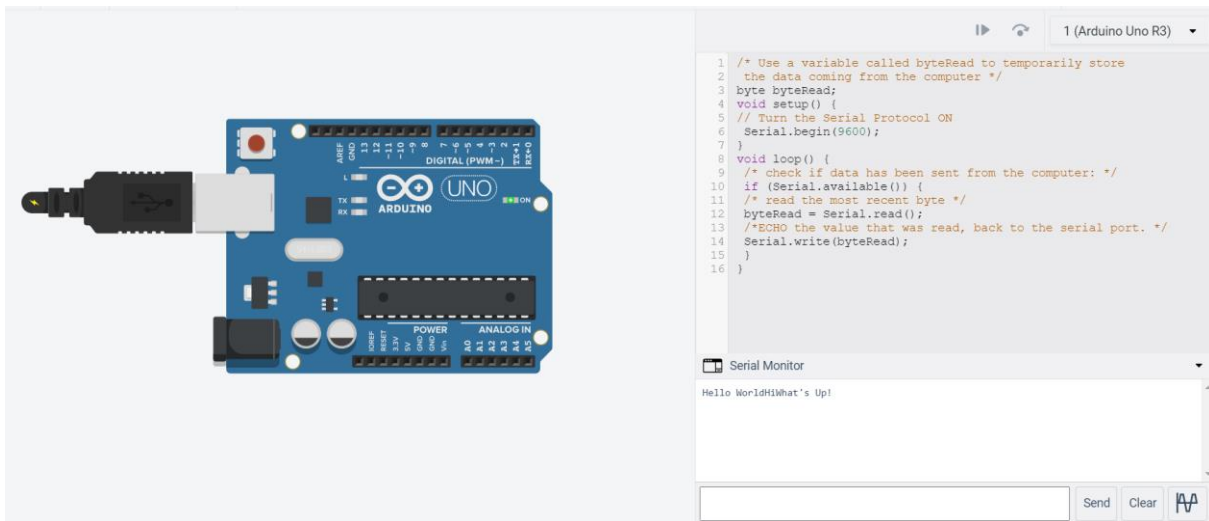 1 (Arduino Uno R3)
1 /* Use a variable called byteRead to temporarily store
2 the data coming from the computer */
3 byte byteRead;
4 void setup() {
5 // Turn the Serial Protocol ON
6 Serial.begin(9600);
7 }
8 void loop() {
9 /* check if data has been sent from the computer: */
10 if (Serial.available()) {
11 /* read the most recent byte */
12 byteRead = Serial.read();
13 /*ECHO the value that was read, back to the serial port. */
14 Serial.write(byteRead);
15 }
16 }
AREF
GND
13
12
~11
~10
~9
8
7
~6
~5
4
~3
2
TX→1
RX←0
DIGITAL (PWM~)
L
TX
RX
ARDUINO
UNO
ON
POWER
ANALOG IN
IOREF
RESET
3.3V
5V
GND
GND
Vin
A0
A1
A2
A3
A4
A5
Serial Monitor
Hello WorldHiWhat's Up!
Send
Clear